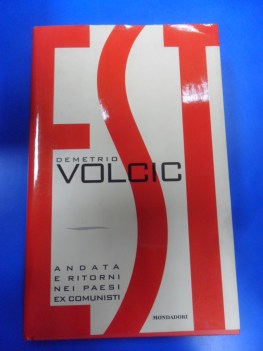 EST
DEMETRIO
VOLCIC
ANDATA
E RITORNI
NEI PAESI
EX COMUNISTI
MONDADORI